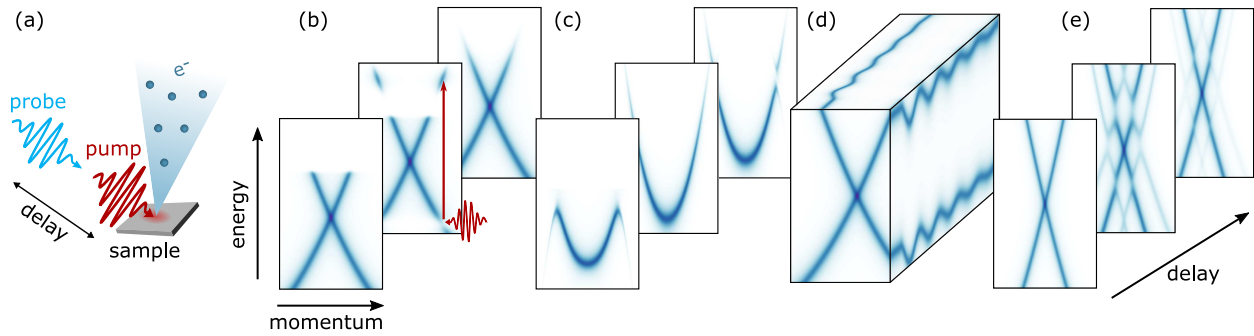 (a)
(b)
(c)
(d)
(e)
e-
probe
pump
delay
sample
energy
momentum
delay